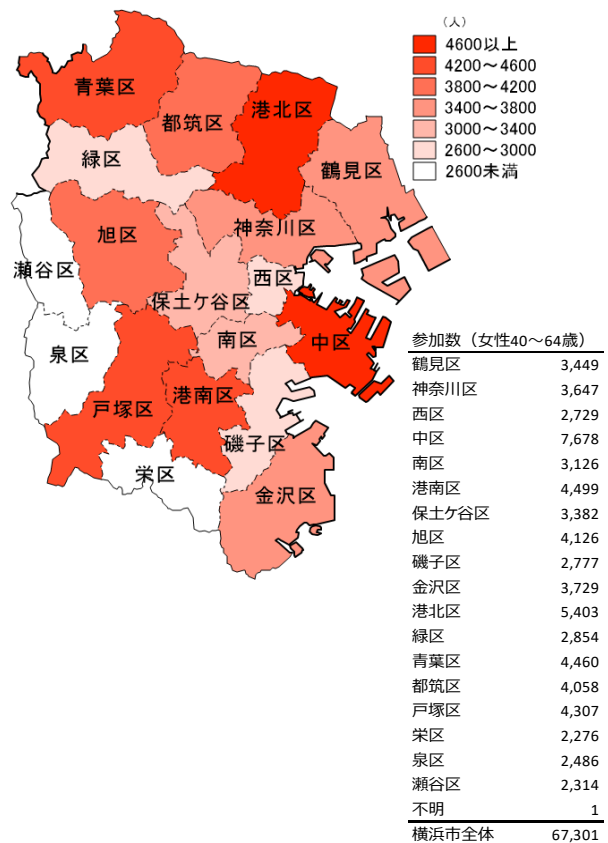 （人）
4600以上
4200～4600
3800～4200
3400～3800
3000～3400
2600～3000
2600未満
青葉区
都筑区
港北区
緑区
鶴見区
旭区
神奈川区
瀬谷区
西区
保土ケ谷区
泉区
南区
中区
戸塚区
港南区
磯子区
栄区
金沢区
参加数（女性40～64歳）
鶴見区 3,449
神奈川区 3,647
西区 2,729
中区 7,678
南区 3,126
港南区 4,499
保土ケ谷区 3,382
旭区 4,126
磯子区 2,777
金沢区 3,729
港北区 5,403
緑区 2,854
青葉区 4,460
都筑区 4,058
戸塚区 4,307
栄区 2,276
泉区 2,486
瀬谷区 2,314
不明 1
横浜市全体 67,301